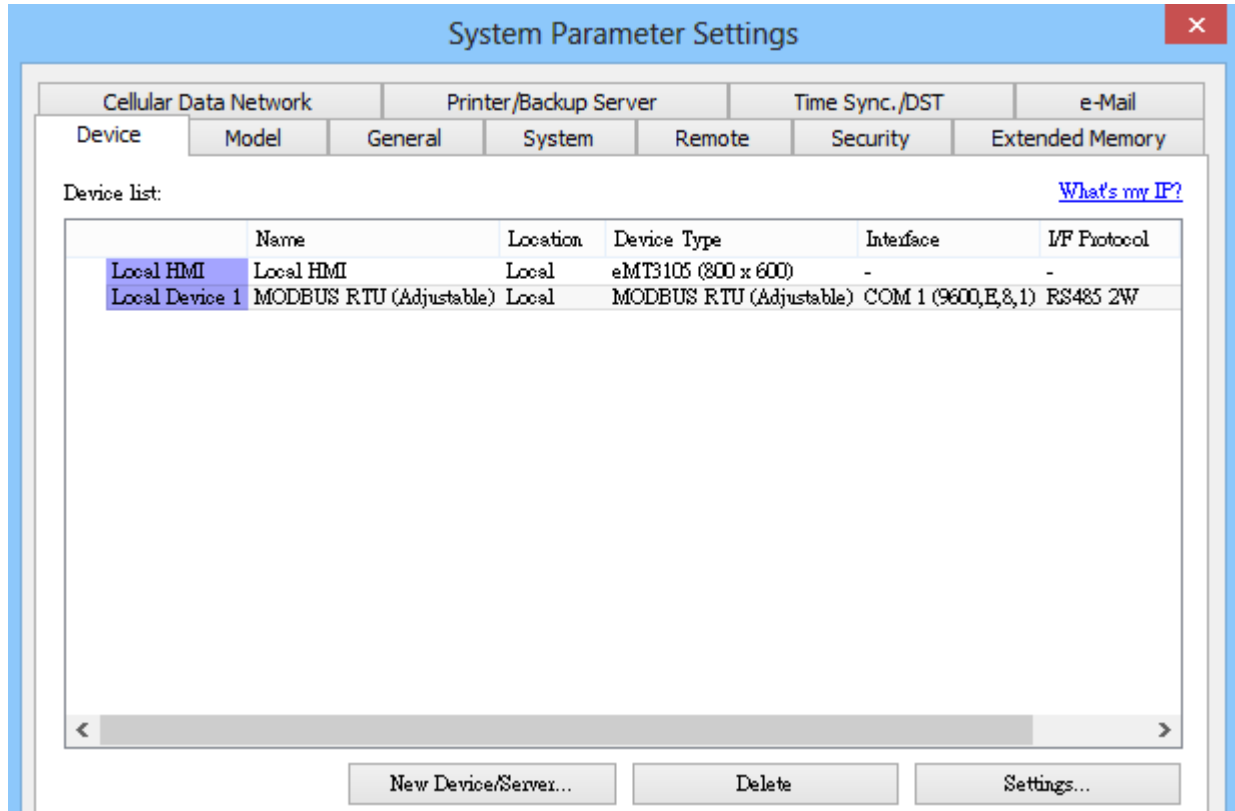 System Parameter Settings
Cellular Data Network Printer/Backup Server Time Sync./DST e-Mail
Device Model General System Remote Security Extended Memory
Device list: What's my IP?
Name Location Device Type Interface I/F Protocol
Local HMI Local HMI Local eMT3105 (800 x 600) - -
Local Device 1 MODBUS RTU (Adjustable) Local MODBUS RTU (Adjustable) COM 1 (9600,E,8,1) RS485 2W
New Device/Server... Delete Settings...